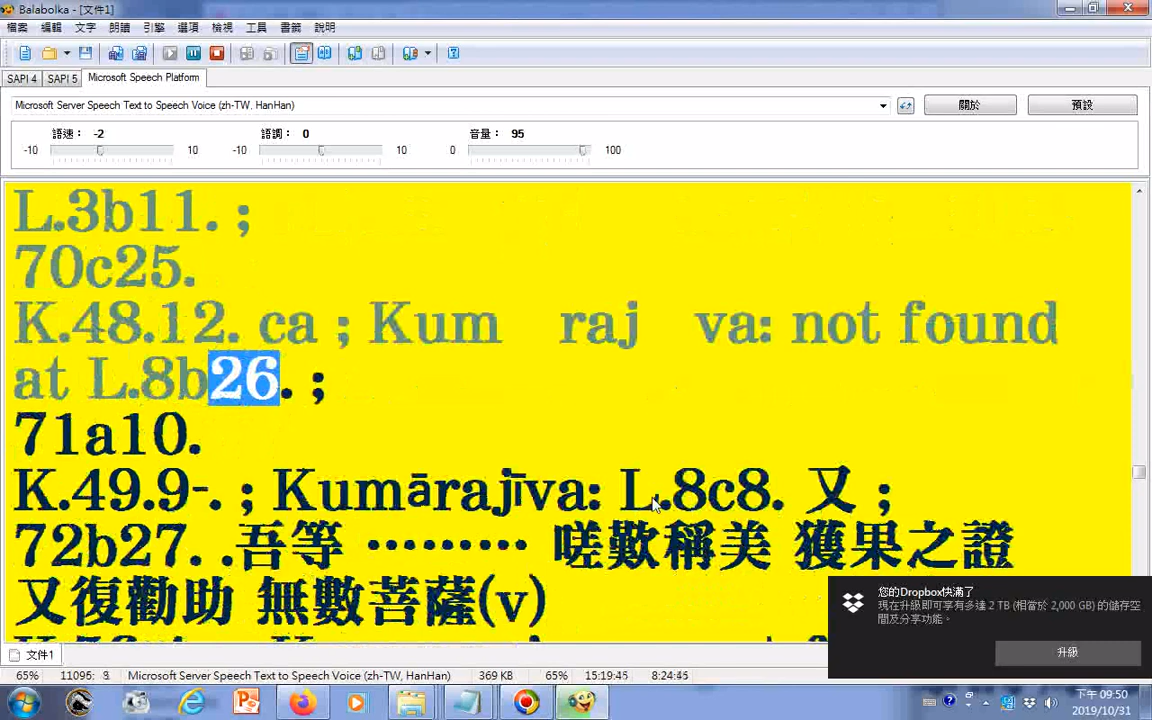 Balabolka - [文件1]
檔案 編輯 文字 朗讀 引擎 選項 檢視 工具 書籤 說明
SAPI 4 SAPI 5 Microsoft Speech Platform
Microsoft Server Speech Text to Speech Voice (zh-TW, HanHan) 關於 預設
語速： -2 語調： 0 音量： 95
-10 10 -10 10 0 100
L.3b11. ;
70c25.
K.48.12. ca ; Kum raj va: not found
at L.8b26. ;
71a10.
K.49.9-. ; Kumārajīva: L.8c8. 又 ;
72b27. .吾等 ‧‧‧‧‧‧‧‧‧ 嗟歎稱美 獲果之證
又復勸助 無數菩薩(v)
您的Dropbox快滿了
現在升級即可享有多達 2 TB (相當於 2,000 GB) 的儲存空
間及分享功能。
升級
文件1
65% 11095: 8 Microsoft Server Speech Text to Speech Voice (zh-TW, HanHan) 369 KB 65% 15:19:45 8:24:45
下午 09:50
2019/10/31